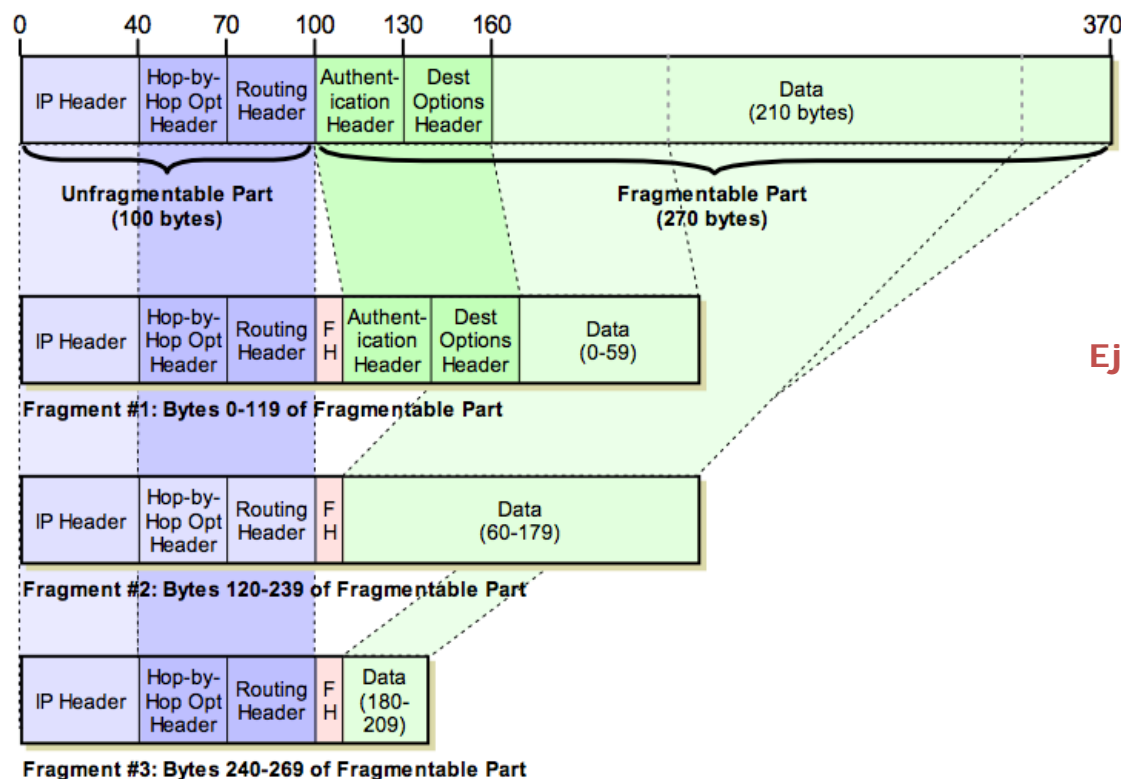 0 40 70 100 130 160 370
IP Header
Hop-by-
Hop Opt
Header
Routing
Header
Authent-
ication
Header
Dest
Options
Header
Data
(210 bytes)
Unfragmentable Part
(100 bytes)
Fragmentable Part
(270 bytes)
IP Header
Hop-by-
Hop Opt
Header
Routing
Header
F
H
Authent-
ication
Header
Dest
Options
Header
Data
(0-59)
Ej
Fragment #1: Bytes 0-119 of Fragmentable Part
IP Header
Hop-by-
Hop Opt
Header
Routing
Header
F
H
Data
(60-179)
Fragment #2: Bytes 120-239 of Fragmentable Part
IP Header
Hop-by-
Hop Opt
Header
Routing
Header
F
H
Data
(180-
209)
Fragment #3: Bytes 240-269 of Fragmentable Part